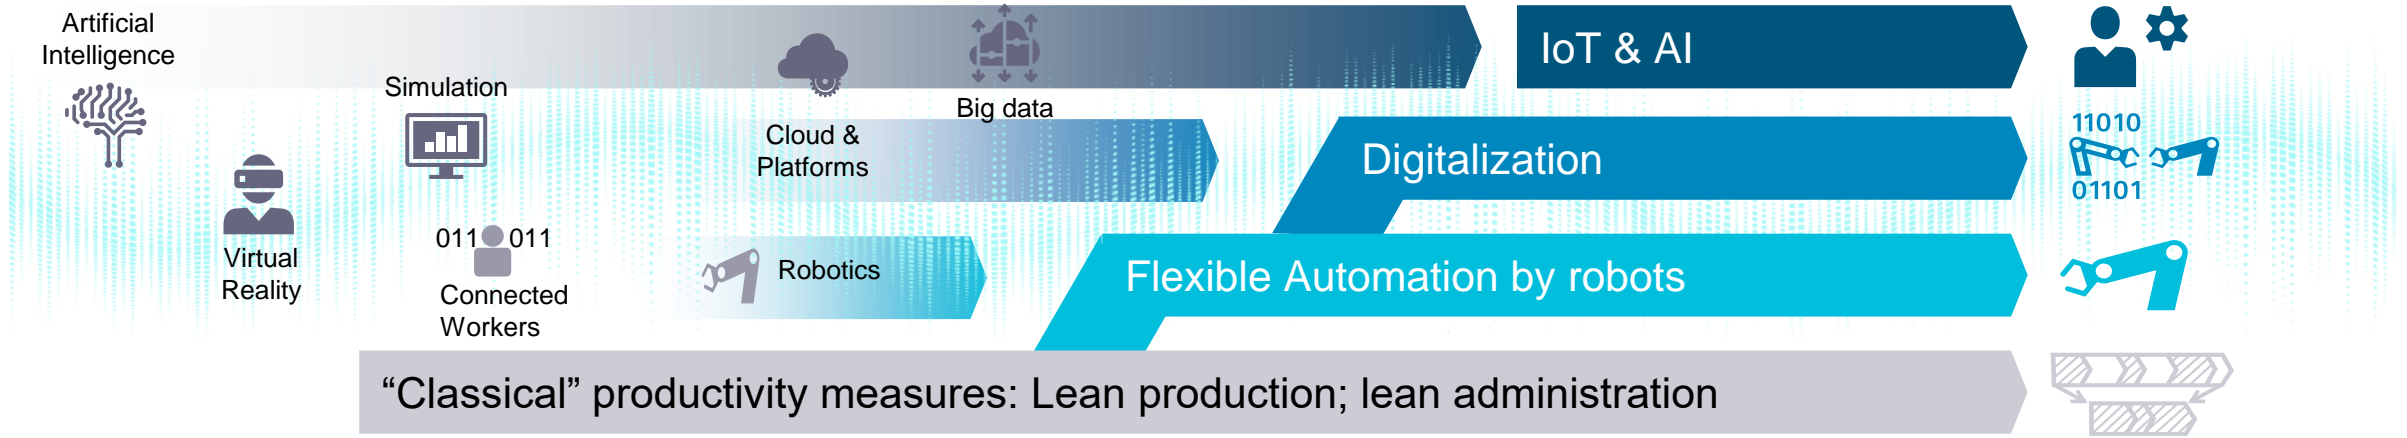 Artificial
Intelligence
Simulation
Virtual
Reality
011 011
Connected
Workers
Cloud &
Platforms
Big data
Robotics
IoT & AI
Digitalization
Flexible Automation by robots
“Classical” productivity measures: Lean production; lean administration
11010
01101